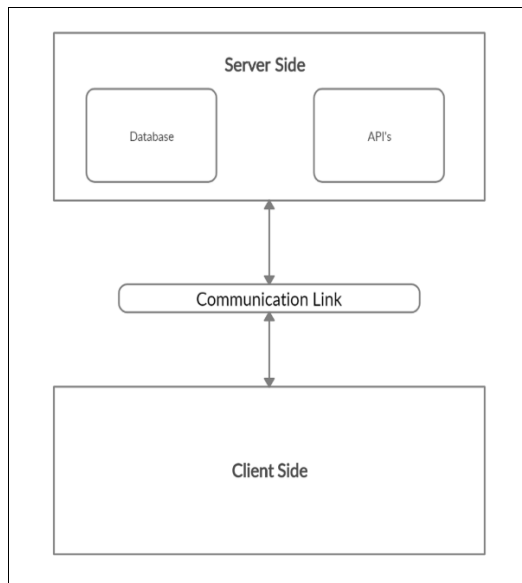 Server Side
Database
API's
Communication Link
Client Side